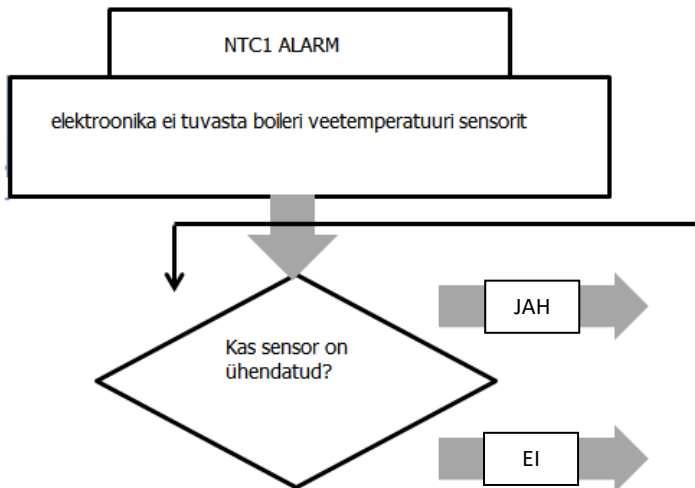 NTC1 ALARM
elektroonika ei tuvasta boileri veetemperatuuri sensorit
Kas sensor on
ühendatud?
JAH
EI